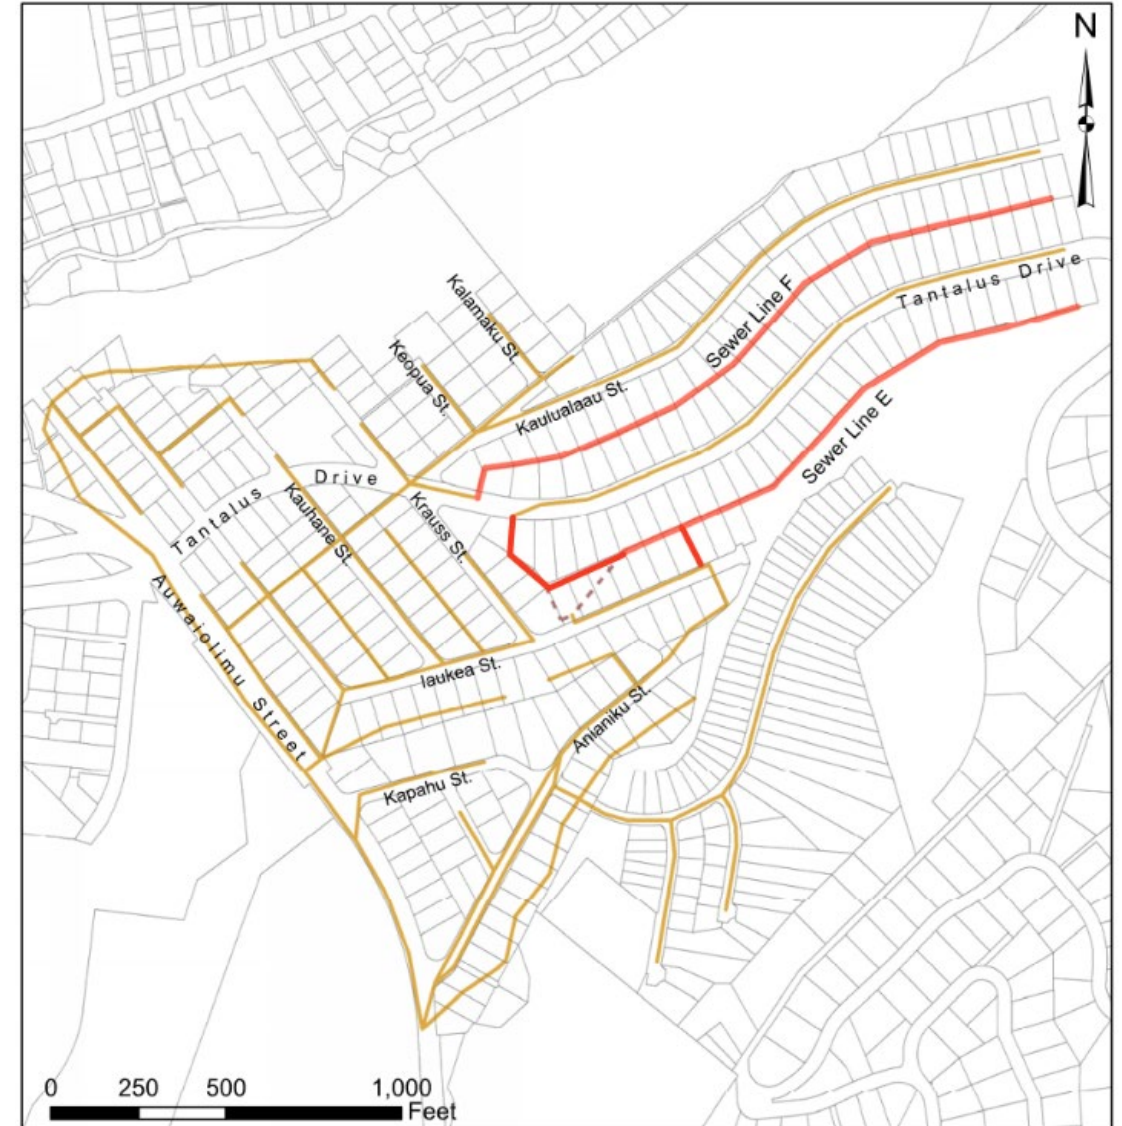 N
Kalamaku St.
Keopua St.
Sewer Line F
Tantalus Drive
Kaulualaau St.
Sewer Line E
Drive
Tantalus
Kauhane St.
Krauss St.
Auwaiolimu Street
Iaukea St.
Anianiku St.
Kapahu St.
0 250 500 1,000
Feet